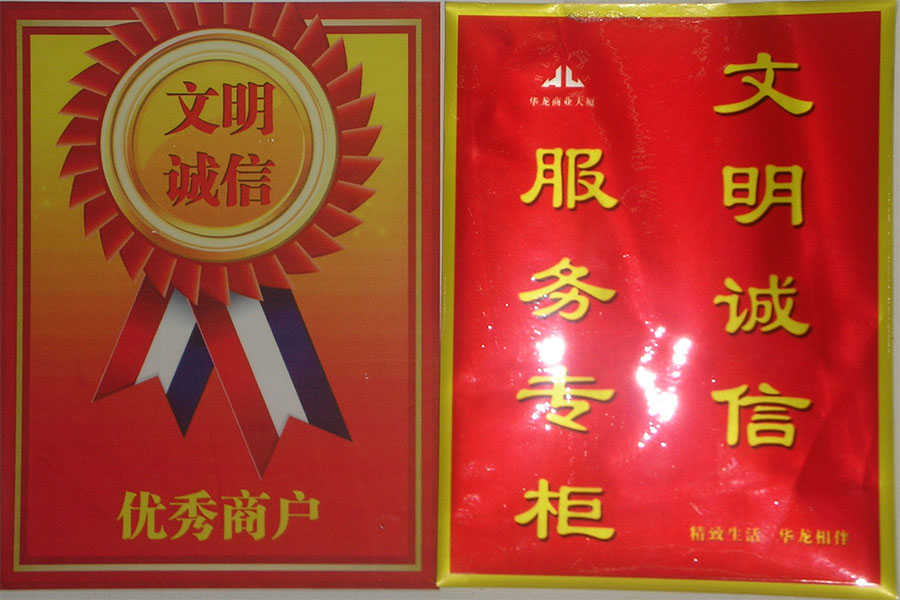 文明
诚信
优秀商户
华龙商业大厦
文明诚信
服务专柜
精致生活 华龙相伴